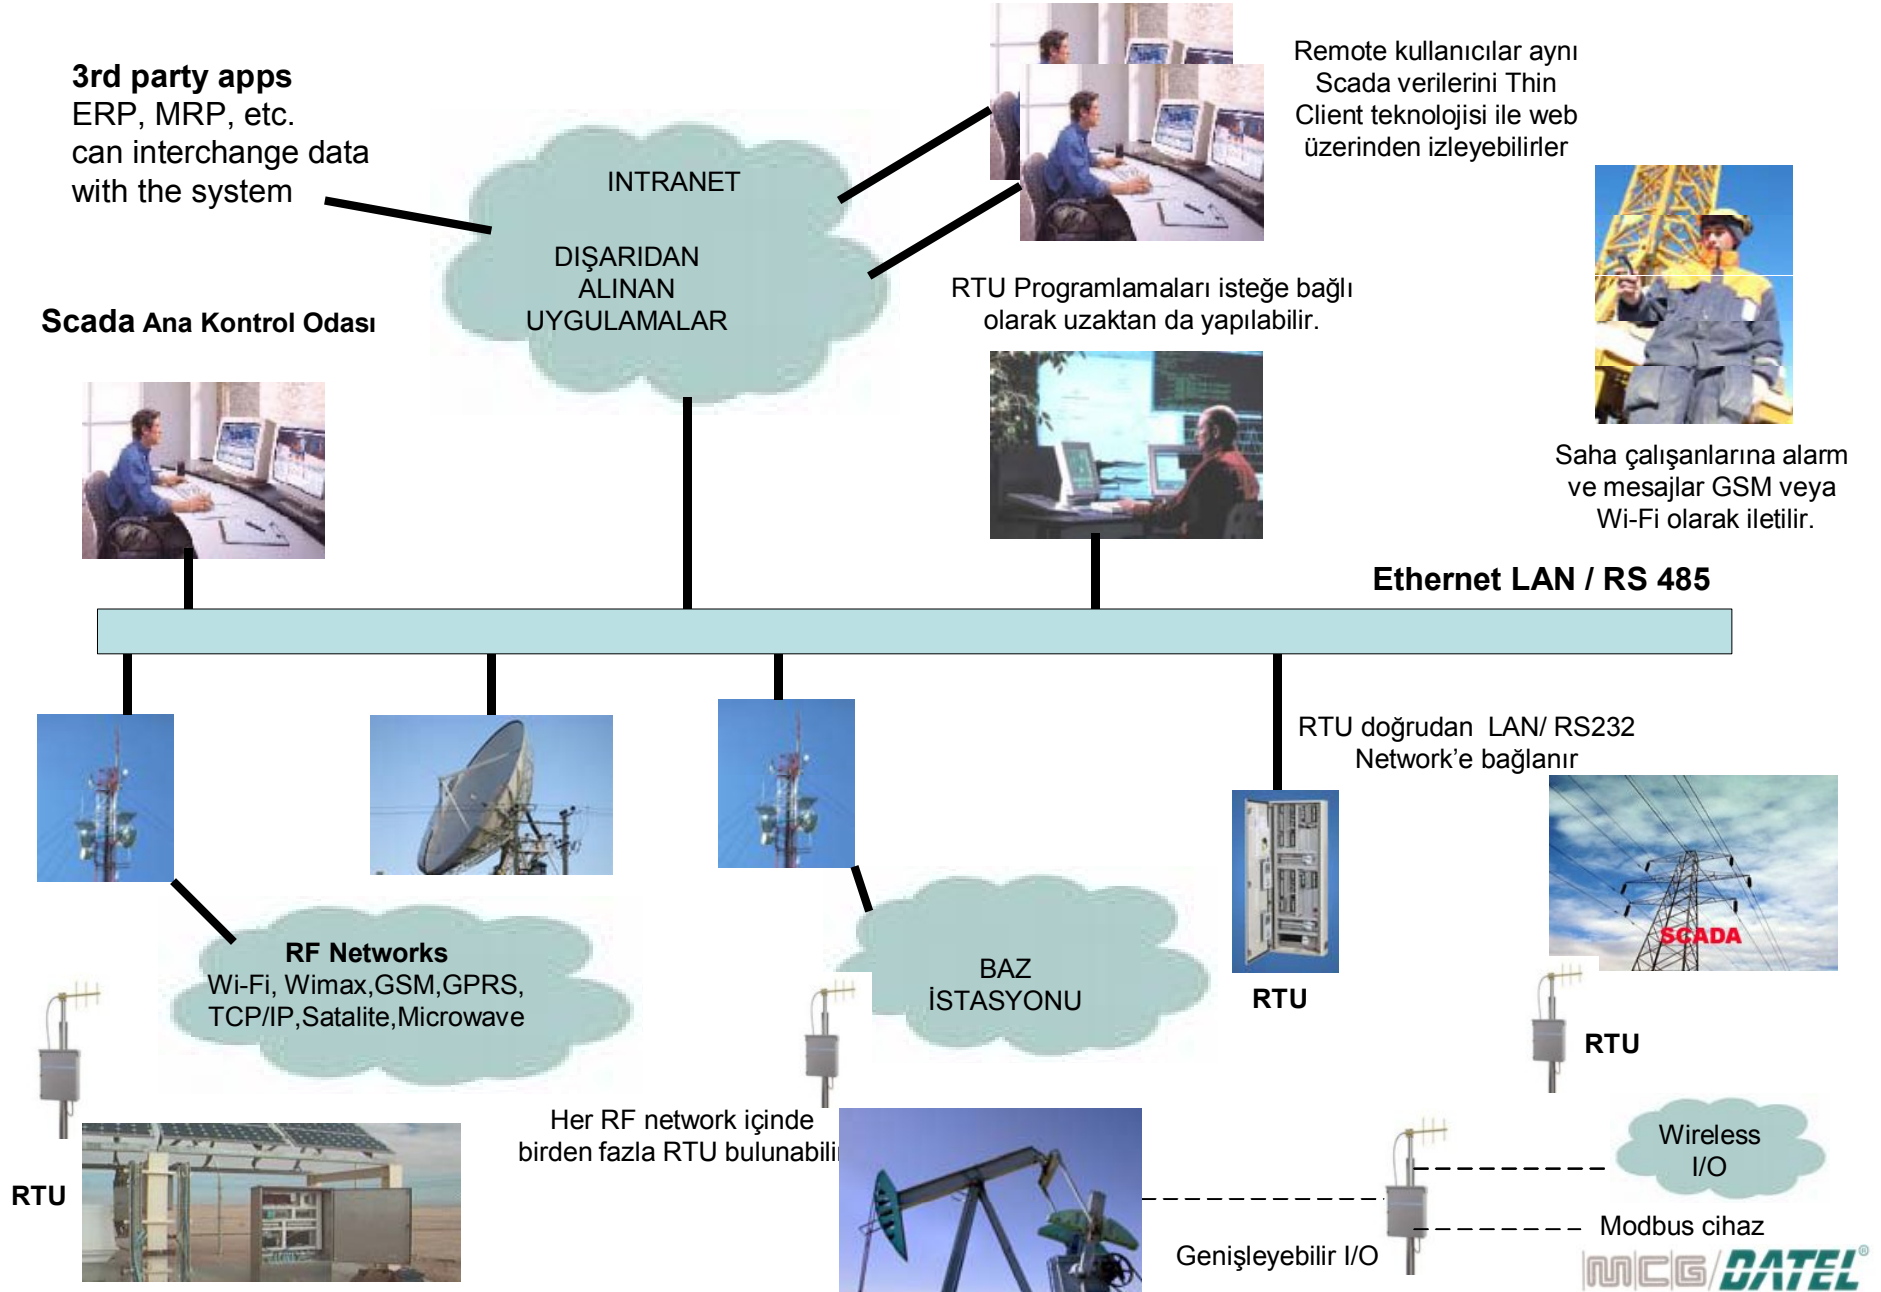 3rd party apps
ERP, MRP, etc.
can interchange data
with the system
INTRANET
DIŞARIDAN
ALINAN
UYGULAMALAR
Remote kullanıcılar aynı
Scada verilerini Thin
Client teknolojisi ile web
üzerinden izleyebilirler
Scada Ana Kontrol Odası
RTU Programlamaları isteğe bağlı
olarak uzaktan da yapılabilir.
Saha çalışanlarına alarm
ve mesajlar GSM veya
Wi-Fi olarak iletilir.
Ethernet LAN / RS 485
RTU doğrudan LAN/ RS232
Network’e bağlanır
SCADA
RF Networks
Wi-Fi, Wimax,GSM,GPRS,
TCP/IP,Satalite,Microwave
BAZ
İSTASYONU
RTU
RTU
Her RF network içinde
birden fazla RTU bulunabilir
RTU
Wireless
I/O
Modbus cihaz
Genişleyebilir I/O
MCG/DATEL®